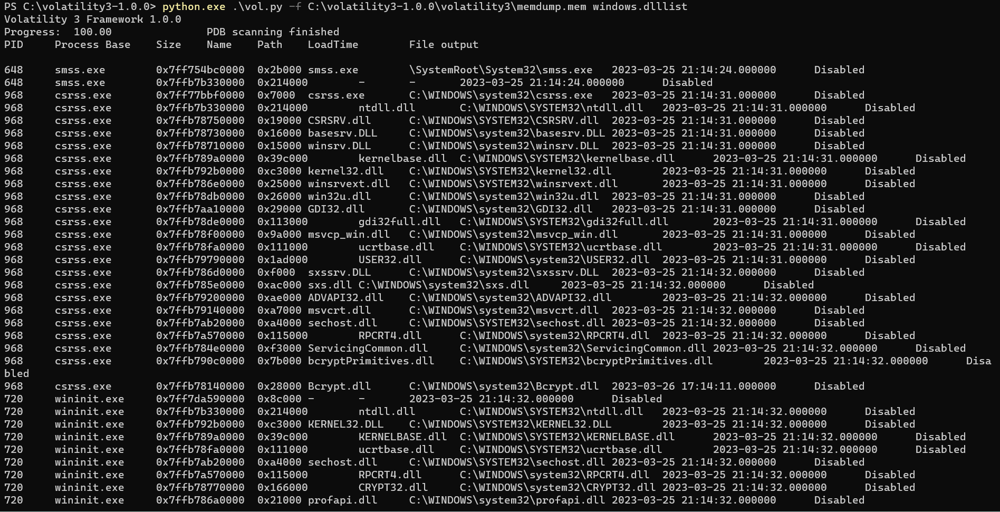 PS C:\volatility3-1.0.0> python.exe .\vol.py -f C:\volatility3-1.0.0\volatility3\memdump.mem windows.dlllist
Volatility 3 Framework 1.0.0
Progress:  100.00               PDB scanning finished
PID     Process Base    Size    Name    Path    LoadTime        File output

648     smss.exe        0x7ff754bc0000  0x2b000 smss.exe        \SystemRoot\System32\smss.exe   2023-03-25 21:14:24.000000      Disabled
648     smss.exe        0x7ffb7b330000  0x214000        -       -       2023-03-25 21:14:24.000000      Disabled
968     csrss.exe       0x7ff77bbf0000  0x7000  csrss.exe       C:\WINDOWS\system32\csrss.exe   2023-03-25 21:14:31.000000      Disabled
968     csrss.exe       0x7ffb7b330000  0x214000        ntdll.dll       C:\WINDOWS\SYSTEM32\ntdll.dll   2023-03-25 21:14:31.000000      Disabled
968     csrss.exe       0x7ffb78750000  0x19000 CSRSRV.dll      C:\WINDOWS\SYSTEM32\CSRSRV.dll  2023-03-25 21:14:31.000000      Disabled
968     csrss.exe       0x7ffb78730000  0x16000 basesrv.DLL     C:\WINDOWS\system32\basesrv.DLL 2023-03-25 21:14:31.000000      Disabled
968     csrss.exe       0x7ffb78710000  0x15000 winsrv.DLL      C:\WINDOWS\system32\winsrv.DLL  2023-03-25 21:14:31.000000      Disabled
968     csrss.exe       0x7ffb789a0000  0x39c000        kernelbase.dll  C:\WINDOWS\SYSTEM32\kernelbase.dll      2023-03-25 21:14:31.000000      Disabled
968     csrss.exe       0x7ffb792b0000  0xc3000 kernel32.dll    C:\WINDOWS\SYSTEM32\kernel32.dll        2023-03-25 21:14:31.000000      Disabled
968     csrss.exe       0x7ffb786e0000  0x25000 winsrvext.dll   C:\WINDOWS\SYSTEM32\winsrvext.dll       2023-03-25 21:14:31.000000      Disabled
968     csrss.exe       0x7ffb78db0000  0x26000 win32u.dll      C:\WINDOWS\system32\win32u.dll  2023-03-25 21:14:31.000000      Disabled
968     csrss.exe       0x7ffb7aa10000  0x29000 GDI32.dll       C:\WINDOWS\system32\GDI32.dll   2023-03-25 21:14:31.000000      Disabled
968     csrss.exe       0x7ffb78de0000  0x113000        gdi32full.dll   C:\WINDOWS\SYSTEM32\gdi32full.dll       2023-03-25 21:14:31.000000      Disabled
968     csrss.exe       0x7ffb78f00000  0x9a000 msvcp_win.dll   C:\WINDOWS\system32\msvcp_win.dll       2023-03-25 21:14:31.000000      Disabled
968     csrss.exe       0x7ffb78fa0000  0x111000        ucrtbase.dll    C:\WINDOWS\SYSTEM32\ucrtbase.dll        2023-03-25 21:14:31.000000      Disabled
968     csrss.exe       0x7ffb79790000  0x1ad000        USER32.dll      C:\WINDOWS\system32\USER32.dll  2023-03-25 21:14:31.000000      Disabled
968     csrss.exe       0x7ffb786d0000  0xf000  sxssrv.DLL      C:\WINDOWS\system32\sxssrv.DLL  2023-03-25 21:14:32.000000      Disabled
968     csrss.exe       0x7ffb785e0000  0xac000 sxs.dll C:\WINDOWS\system32\sxs.dll     2023-03-25 21:14:32.000000      Disabled
968     csrss.exe       0x7ffb79200000  0xae000 ADVAPI32.dll    C:\WINDOWS\system32\ADVAPI32.dll        2023-03-25 21:14:32.000000      Disabled
968     csrss.exe       0x7ffb79140000  0xa7000 msvcrt.dll      C:\WINDOWS\system32\msvcrt.dll  2023-03-25 21:14:32.000000      Disabled
968     csrss.exe       0x7ffb7ab20000  0xa4000 sechost.dll     C:\WINDOWS\SYSTEM32\sechost.dll 2023-03-25 21:14:32.000000      Disabled
968     csrss.exe       0x7ffb7a570000  0x115000        RPCRT4.dll      C:\WINDOWS\system32\RPCRT4.dll  2023-03-25 21:14:32.000000      Disabled
968     csrss.exe       0x7ffb784e0000  0xf3000 ServicingCommon.dll     C:\WINDOWS\system32\ServicingCommon.dll 2023-03-25 21:14:32.000000      Disabled
968     csrss.exe       0x7ffb790c0000  0x7b000 bcryptPrimitives.dll    C:\WINDOWS\system32\bcryptPrimitives.dll        2023-03-25 21:14:32.000000      Disa
bled
968     csrss.exe       0x7ffb78140000  0x28000 Bcrypt.dll      C:\WINDOWS\system32\Bcrypt.dll  2023-03-26 17:14:11.000000      Disabled
720     wininit.exe     0x7ff7da590000  0x8c000 -       -       2023-03-25 21:14:32.000000      Disabled
720     wininit.exe     0x7ffb7b330000  0x214000        ntdll.dll       C:\WINDOWS\SYSTEM32\ntdll.dll   2023-03-25 21:14:32.000000      Disabled
720     wininit.exe     0x7ffb792b0000  0xc3000 KERNEL32.DLL    C:\WINDOWS\SYSTEM32\KERNEL32.DLL        2023-03-25 21:14:32.000000      Disabled
720     wininit.exe     0x7ffb789a0000  0x39c000        KERNELBASE.dll  C:\WINDOWS\SYSTEM32\KERNELBASE.dll      2023-03-25 21:14:32.000000      Disabled
720     wininit.exe     0x7ffb78fa0000  0x111000        ucrtbase.dll    C:\WINDOWS\SYSTEM32\ucrtbase.dll        2023-03-25 21:14:32.000000      Disabled
720     wininit.exe     0x7ffb7ab20000  0xa4000 sechost.dll     C:\WINDOWS\SYSTEM32\sechost.dll 2023-03-25 21:14:32.000000      Disabled
720     wininit.exe     0x7ffb7a570000  0x115000        RPCRT4.dll      C:\WINDOWS\system32\RPCRT4.dll  2023-03-25 21:14:32.000000      Disabled
720     wininit.exe     0x7ffb78770000  0x166000        CRYPT32.dll     C:\WINDOWS\system32\CRYPT32.dll 2023-03-25 21:14:32.000000      Disabled
720     wininit.exe     0x7ffb786a0000  0x21000 profapi.dll     C:\WINDOWS\system32\profapi.dll 2023-03-25 21:14:32.000000      Disabled